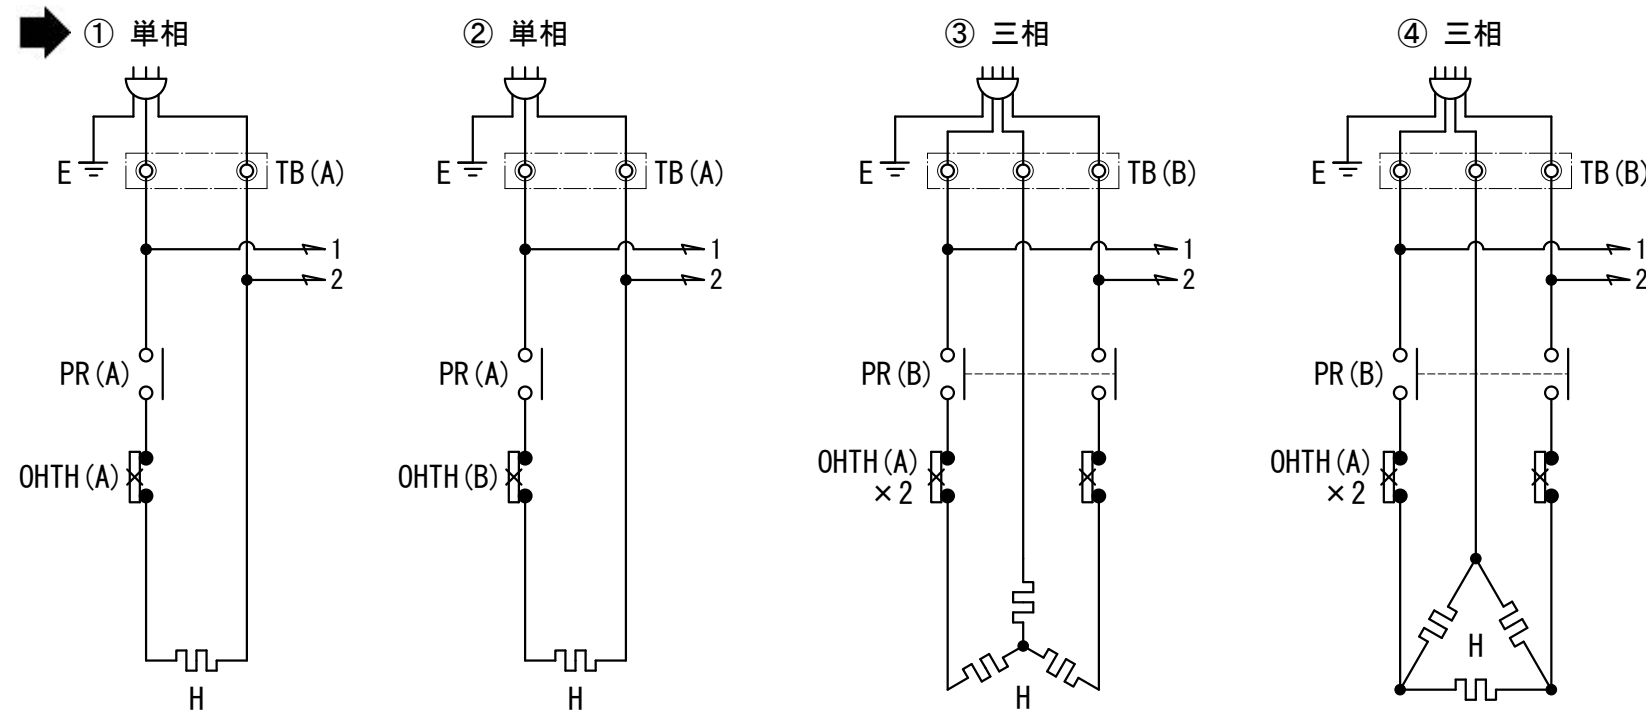 ① 単相
② 単相
③ 三相
④ 三相
E
TB(A)
E
TB(A)
E
TB(B)
E
TB(B)
1
1
1
1
2
2
2
2
PR(A)
PR(A)
PR(B)
PR(B)
OHTH(A)
OHTH(B)
OHTH(A)
×2
OHTH(A)
×2
H
H
H
H